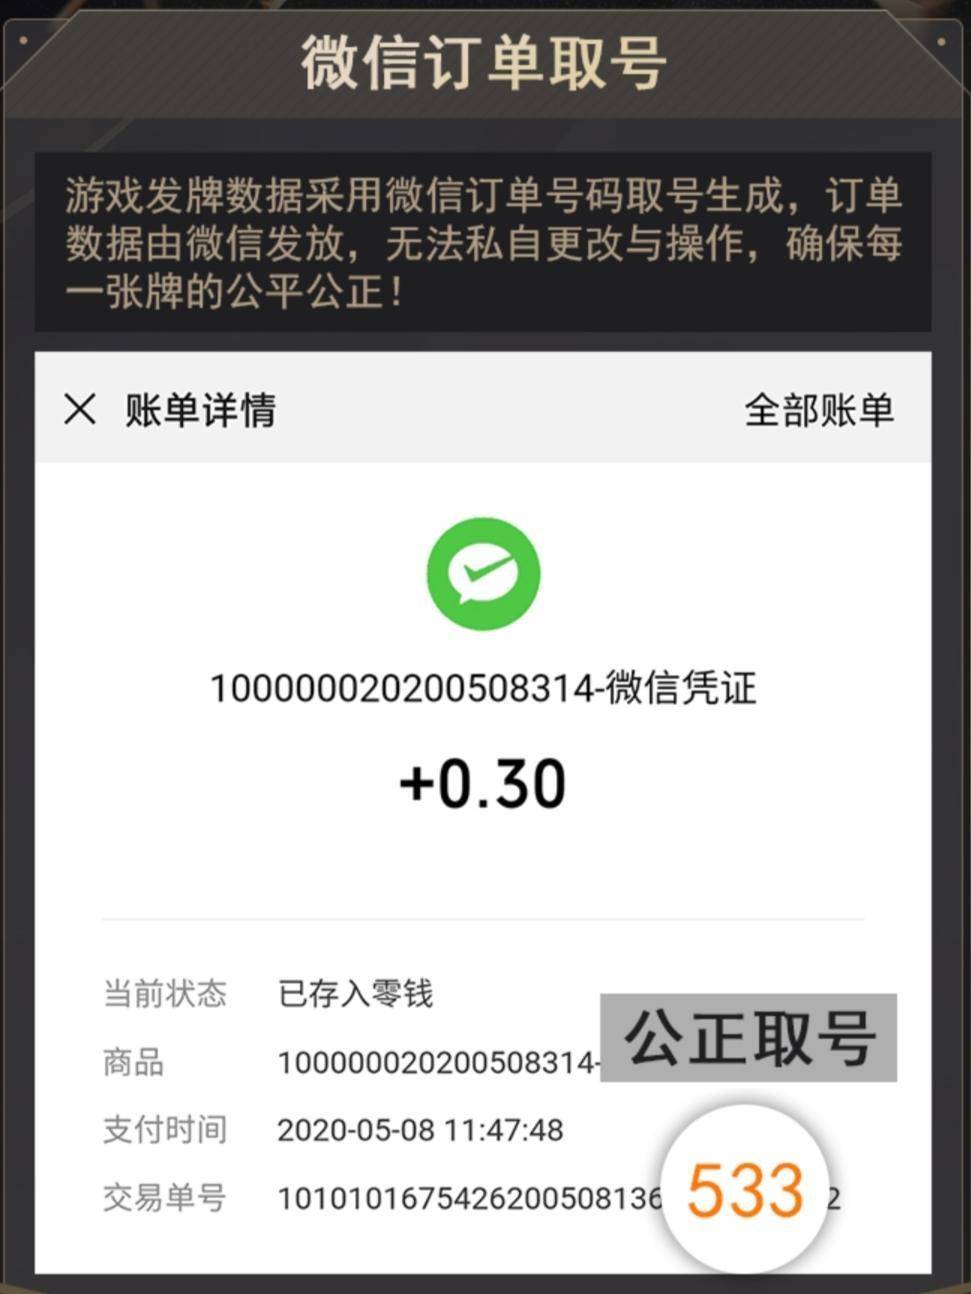 微信订单取号
游戏发牌数据采用微信订单号码取号生成，订单
数据由微信发放，无法私自更改与操作，确保每
一张牌的公平公正！
账单详情 全部账单
100000020200508314-微信凭证
+0.30
当前状态 已存入零钱
商品 100000020200508314-
公正取号
支付时间 2020-05-08 11:47:48
交易单号 1010101675426200508136 533 2